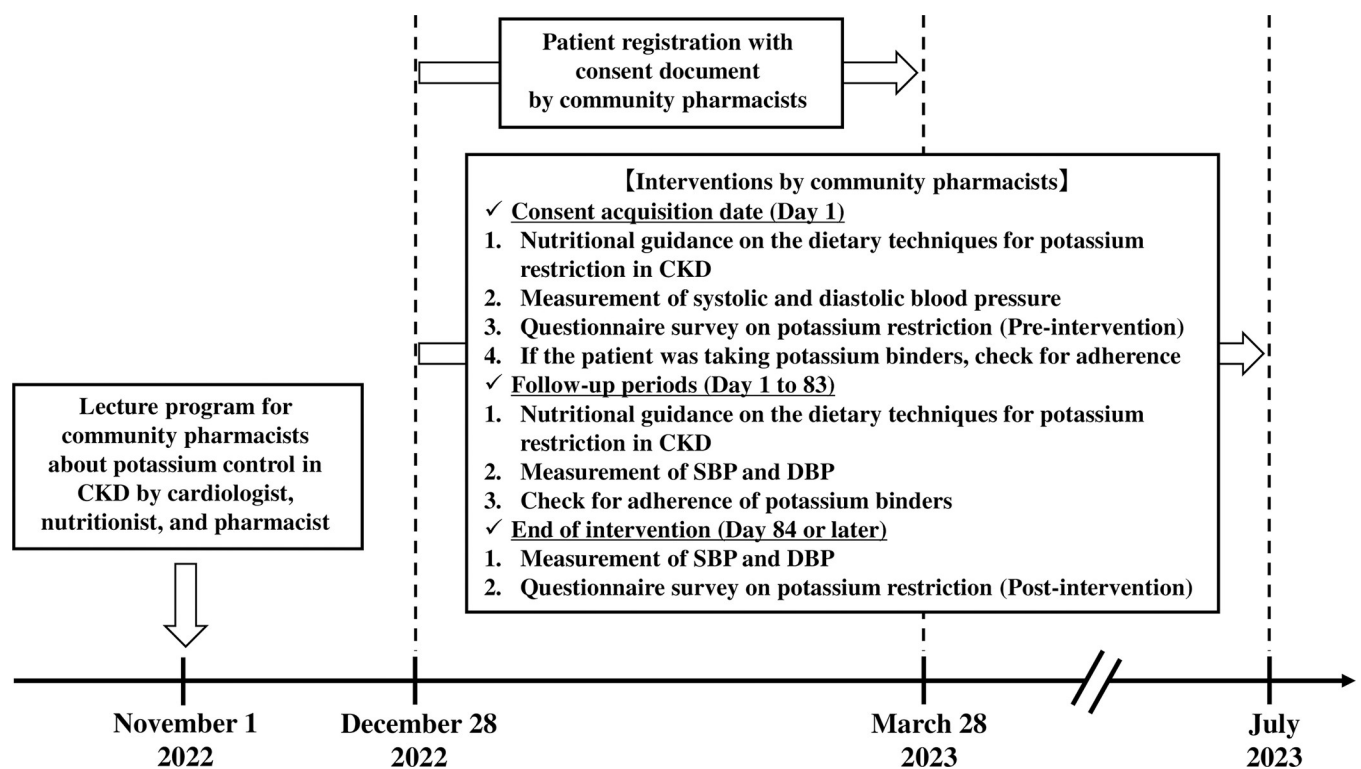 Patient registration with
consent document
by community pharmacists
【Interventions by community pharmacists】
✓ Consent acquisition date (Day 1)
1. Nutritional guidance on the dietary techniques for potassium
restriction in CKD
2. Measurement of systolic and diastolic blood pressure
3. Questionnaire survey on potassium restriction (Pre-intervention)
4. If the patient was taking potassium binders, check for adherence
✓ Follow-up periods (Day 1 to 83)
1. Nutritional guidance on the dietary techniques for potassium
restriction in CKD
2. Measurement of SBP and DBP
3. Check for adherence of potassium binders
✓ End of intervention (Day 84 or later)
1. Measurement of SBP and DBP
2. Questionnaire survey on potassium restriction (Post-intervention)
Lecture program for
community pharmacists
about potassium control in
CKD by cardiologist,
nutritionist, and pharmacist
November 1
2022
December 28
2022
March 28
2023
July
2023